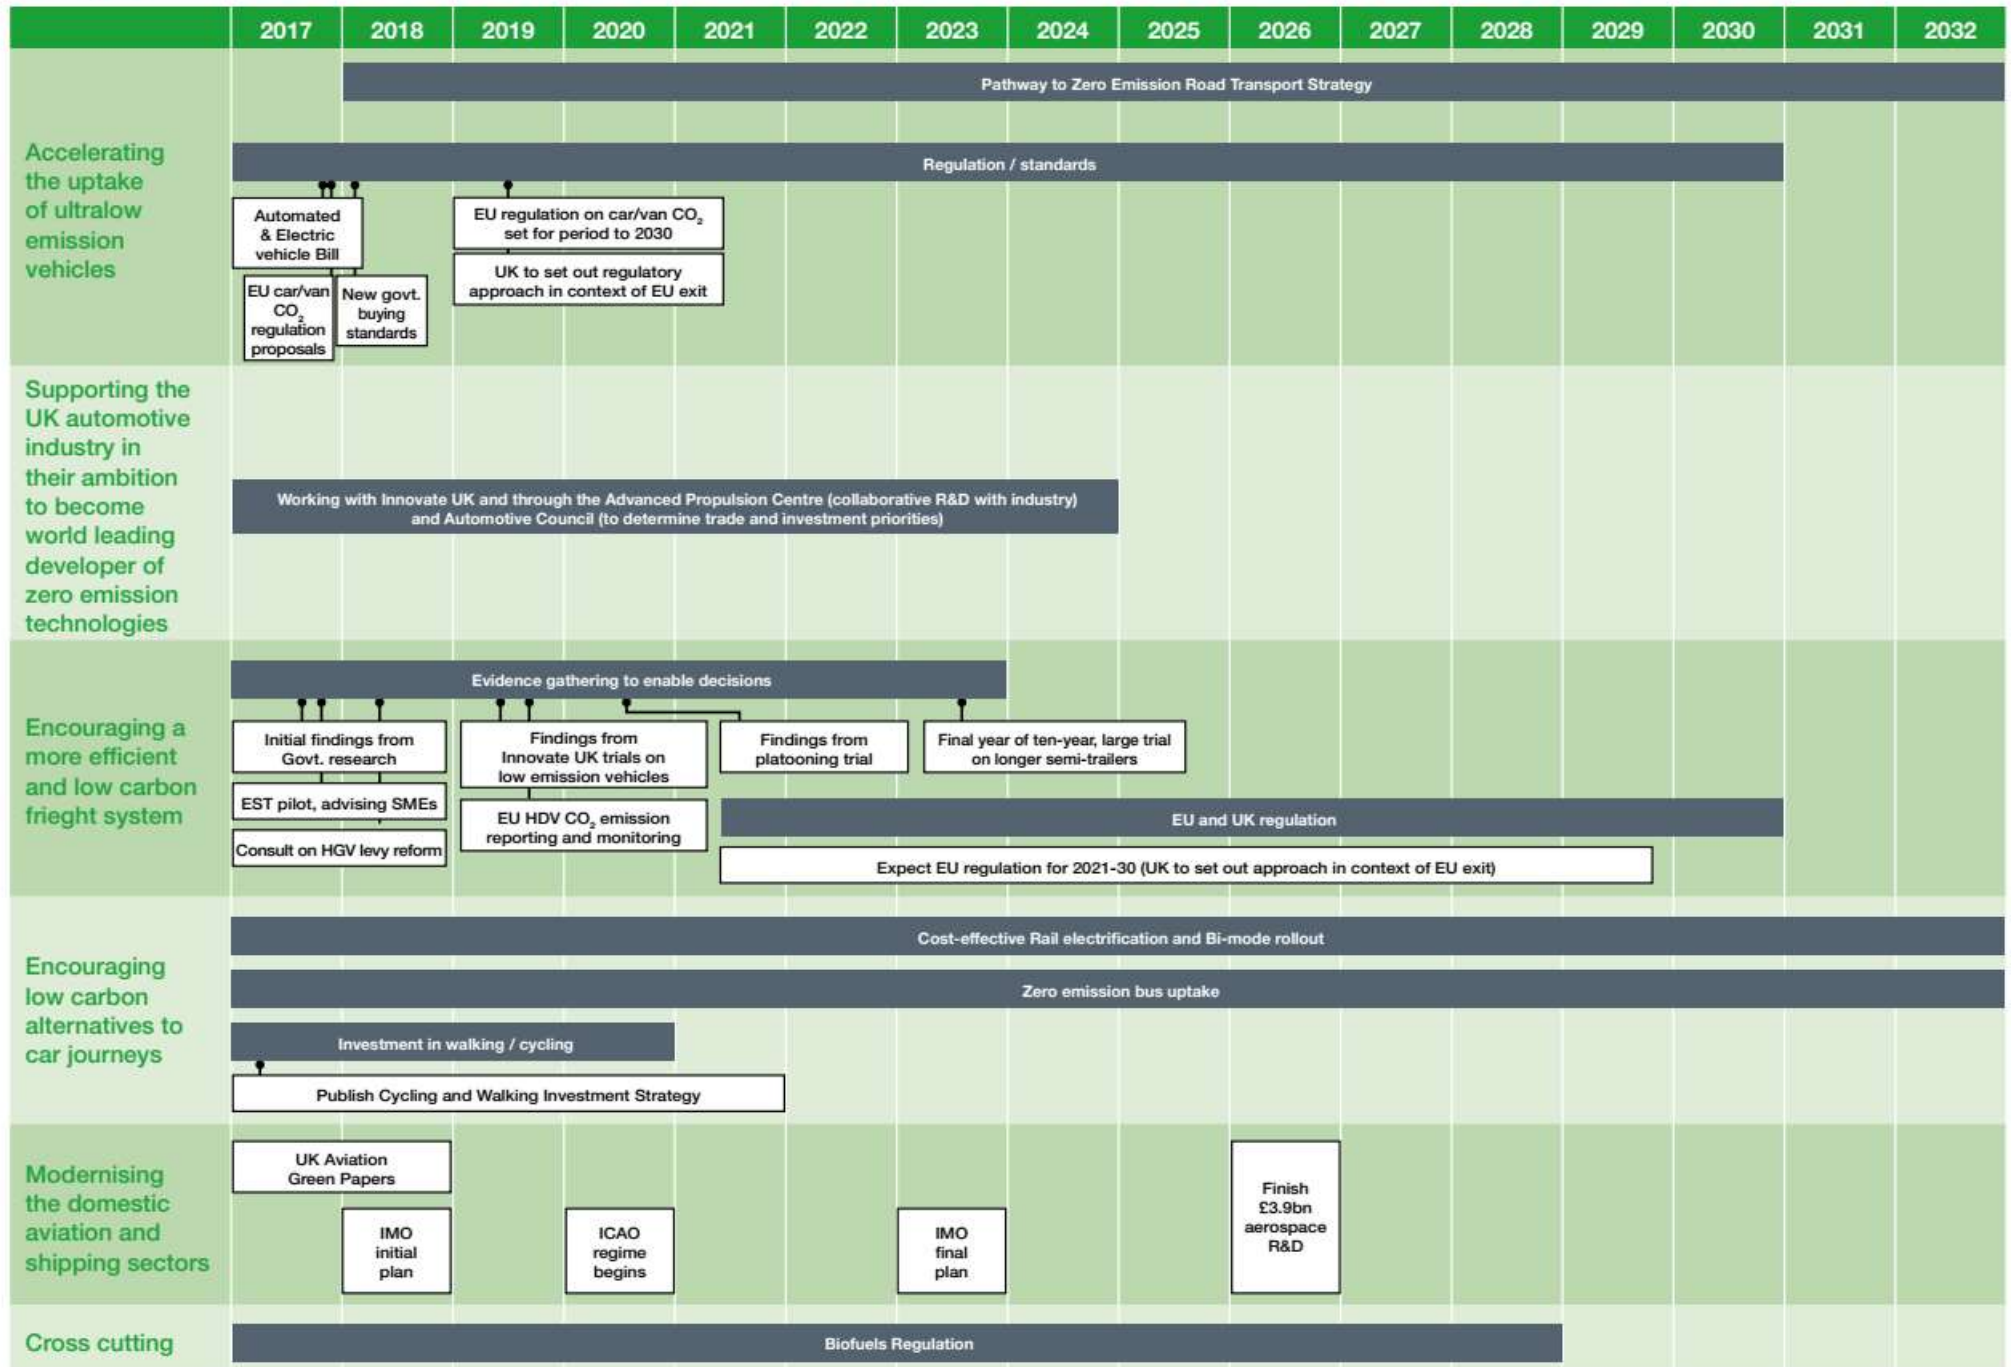 2017 2018 2019 2020 2021 2022 2023 2024 2025 2026 2027 2028 2029 2030 2031 2032
Accelerating
the uptake
of ultralow
emission
vehicles
Pathway to Zero Emission Road Transport Strategy
Regulation / standards
Automated
& Electric
vehicle Bill
EU car/van
CO₂
regulation
proposals
New govt.
buying
standards
EU regulation on car/van CO₂
set for period to 2030
UK to set out regulatory
approach in context of EU exit
Supporting the
UK automotive
industry in
their ambition
to become
world leading
developer of
zero emission
technologies
Working with Innovate UK and through the Advanced Propulsion Centre (collaborative R&D with industry)
and Automotive Council (to determine trade and investment priorities)
Encouraging a
more efficient
and low carbon
frieght system
Evidence gathering to enable decisions
Initial findings from
Govt. research
EST pilot, advising SMEs
Consult on HGV levy reform
Findings from
Innovate UK trials on
low emission vehicles
EU HDV CO₂ emission
reporting and monitoring
Findings from
platooning trial
Final year of ten-year, large trial
on longer semi-trailers
EU and UK regulation
Expect EU regulation for 2021-30 (UK to set out approach in context of EU exit)
Encouraging
low carbon
alternatives to
car journeys
Cost-effective Rail electrification and Bi-mode rollout
Zero emission bus uptake
Investment in walking / cycling
Publish Cycling and Walking Investment Strategy
Modernising
the domestic
aviation and
shipping sectors
UK Aviation
Green Papers
IMO
initial
plan
ICAO
regime
begins
IMO
final
plan
Finish
£3.9bn
aerospace
R&D
Cross cutting
Biofuels Regulation